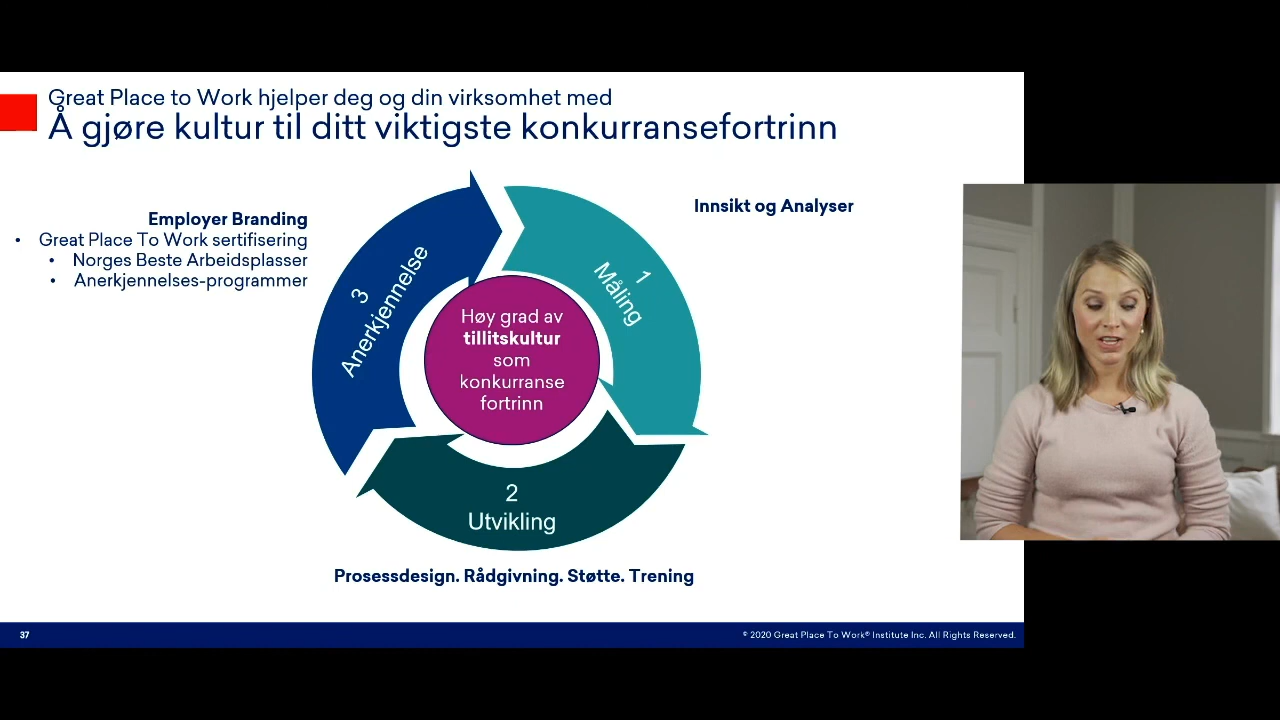 Great Place to Work hjelper deg og din virksomhet med
Å gjøre kultur til ditt viktigste konkurransefortrinn
Employer Branding
• Great Place To Work sertifisering
• Norges Beste Arbeidsplasser
• Anerkjennelses-programmer
3
Anerkjennelse
1
Måling
Innsikt og Analyser
Høy grad av
tillitskultur
som
konkurranse
fortrinn
2
Utvikling
Prosessdesign. Rådgivning. Støtte. Trening
37
© 2020 Great Place To Work® Institute Inc. All Rights Reserved.